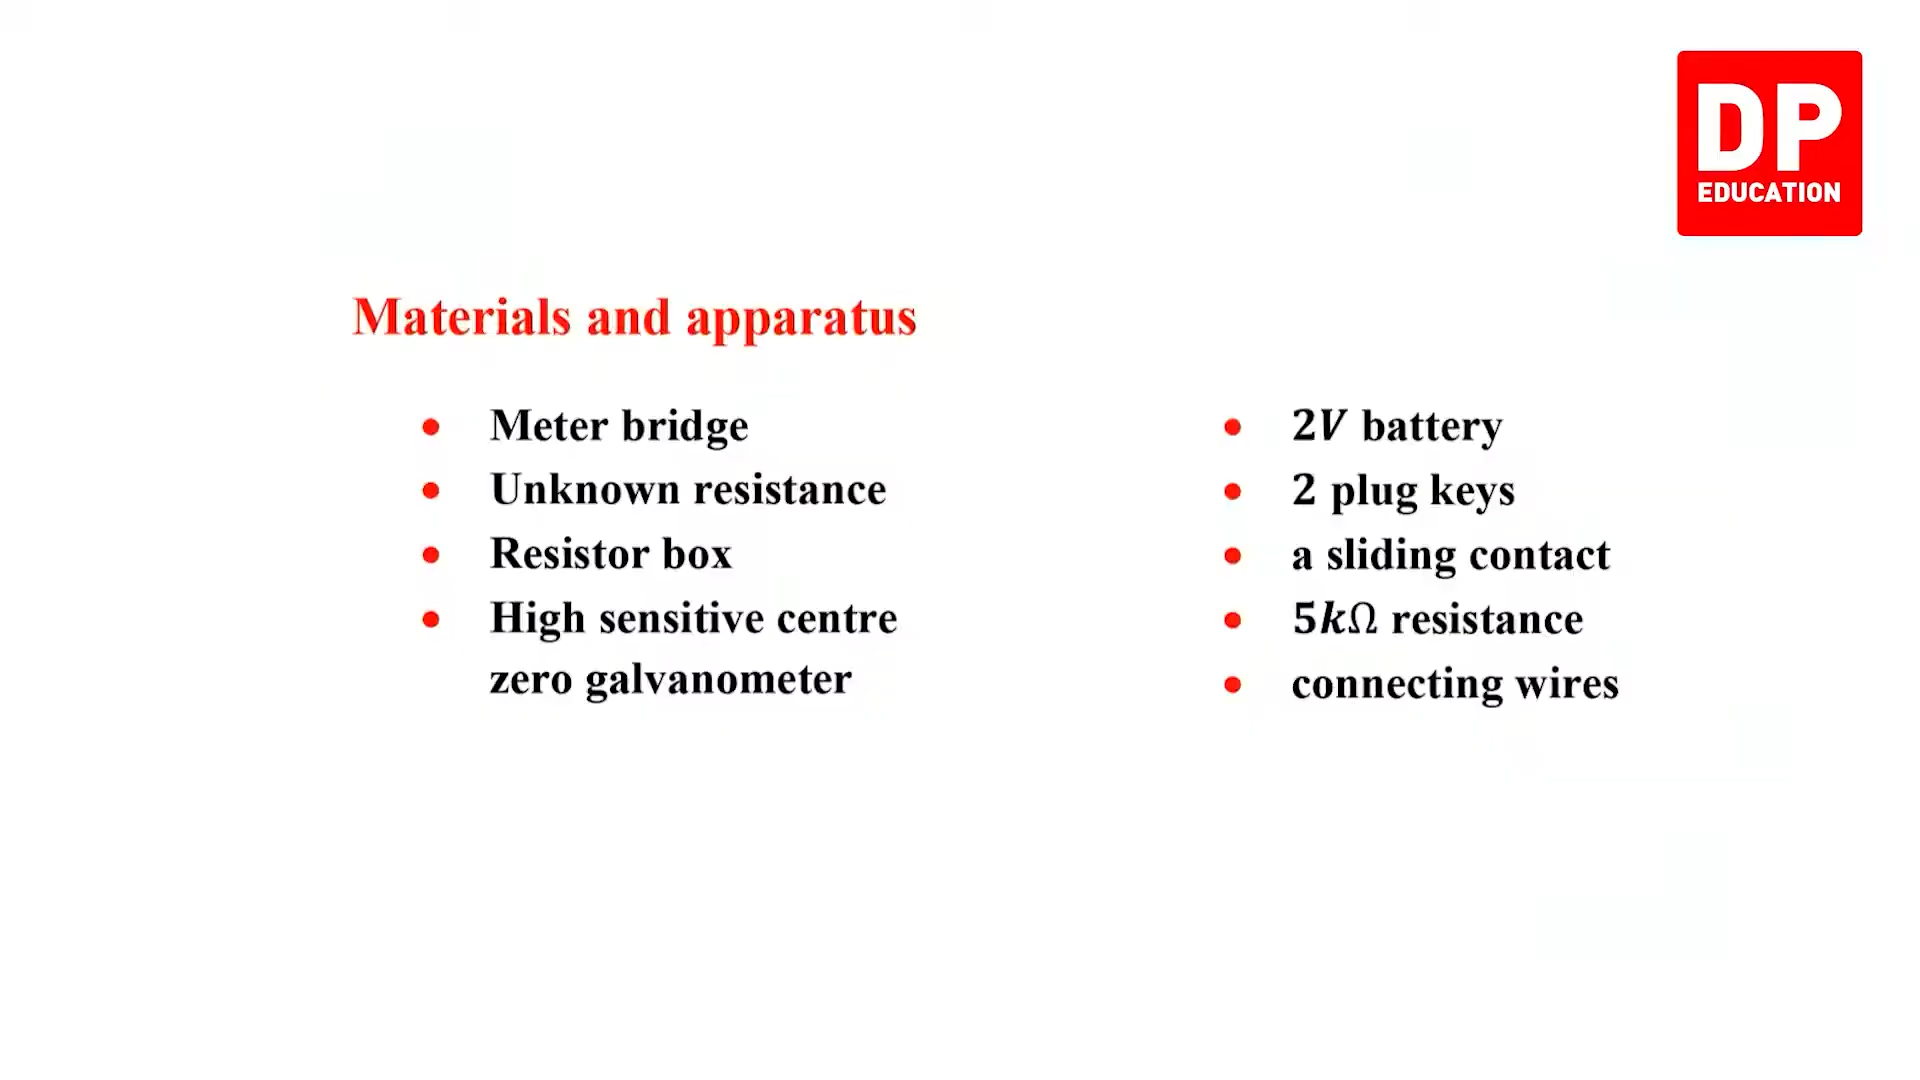 DP
EDUCATION
Materials and apparatus
• Meter bridge
• Unknown resistance
• Resistor box
• High sensitive centre
zero galvanometer
• 2V battery
• 2 plug keys
• a sliding contact
• 5kΩ resistance
• connecting wires